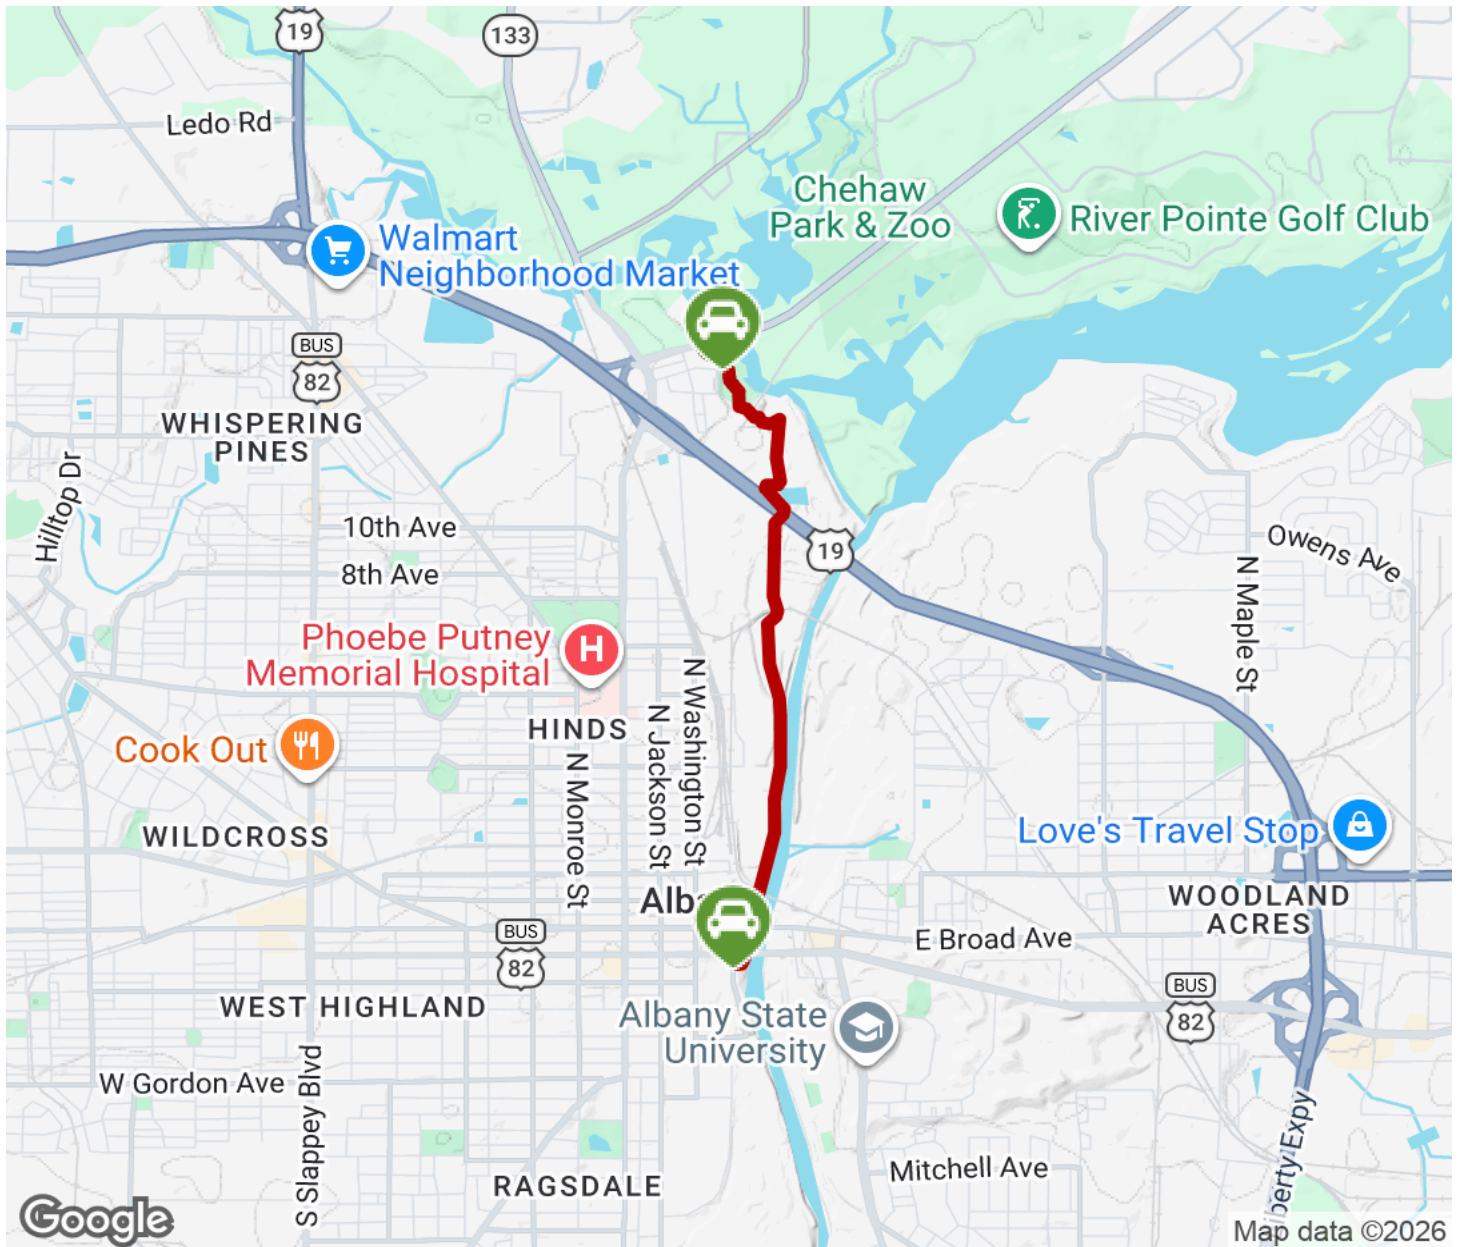 19
133
Ledo Rd
Chehaw
Park & Zoo
River Pointe Golf Club
Walmart
Neighborhood Market
BUS
82
WHISPERING
PINES
Hilltop Dr
10th Ave
8th Ave
19
Owens Ave
N Maple St
Phoebe Putney
Memorial Hospital
H
HINDS
N Washington St
N Jackson St
N Monroe St
Cook Out
WILDCROSS
Love's Travel Stop
WOODLAND
ACRES
Alb
BUS
82
E Broad Ave
BUS
82
WEST HIGHLAND
Albany State
University
W Gordon Ave
S Slappey Blvd
RAGSDALE
Mitchell Ave
iberty Expy
Google
Map data ©2026